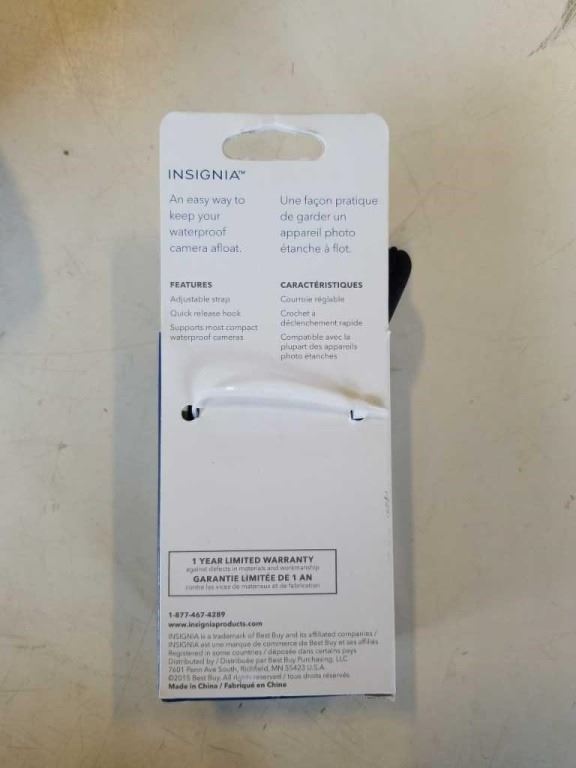 INSIGNIA™
An easy way to
keep your
waterproof
camera afloat.
Une façon pratique
de garder un
appareil photo
étanche à flot.
FEATURES
Adjustable strap
Quick release hook
Supports most compact
waterproof cameras
CARACTÉRISTIQUES
Courroie réglable
Crochet à
déclenchement rapide
Compatible avec la
plupart des appareils
photo étanches
1 YEAR LIMITED WARRANTY
against defects in materials and workmanship
GARANTIE LIMITÉE DE 1 AN
contre les vices de matériaux et de fabrication
1-877-467-4289
www.insigniaproducts.com
INSIGNIA is a trademark of Best Buy and its affiliated companies /
INSIGNIA est une marque de commerce de Best Buy et ses affiliés
Registered in some countries / déposée dans certains pays
Distributed by / Distribuée par Best Buy Purchasing, LLC
7601 Penn Ave South, Richfield, MN 55423 U.S.A.
©2015 Best Buy. All rights reserved / tous droits réservés
Made in China / Fabriqué en Chine